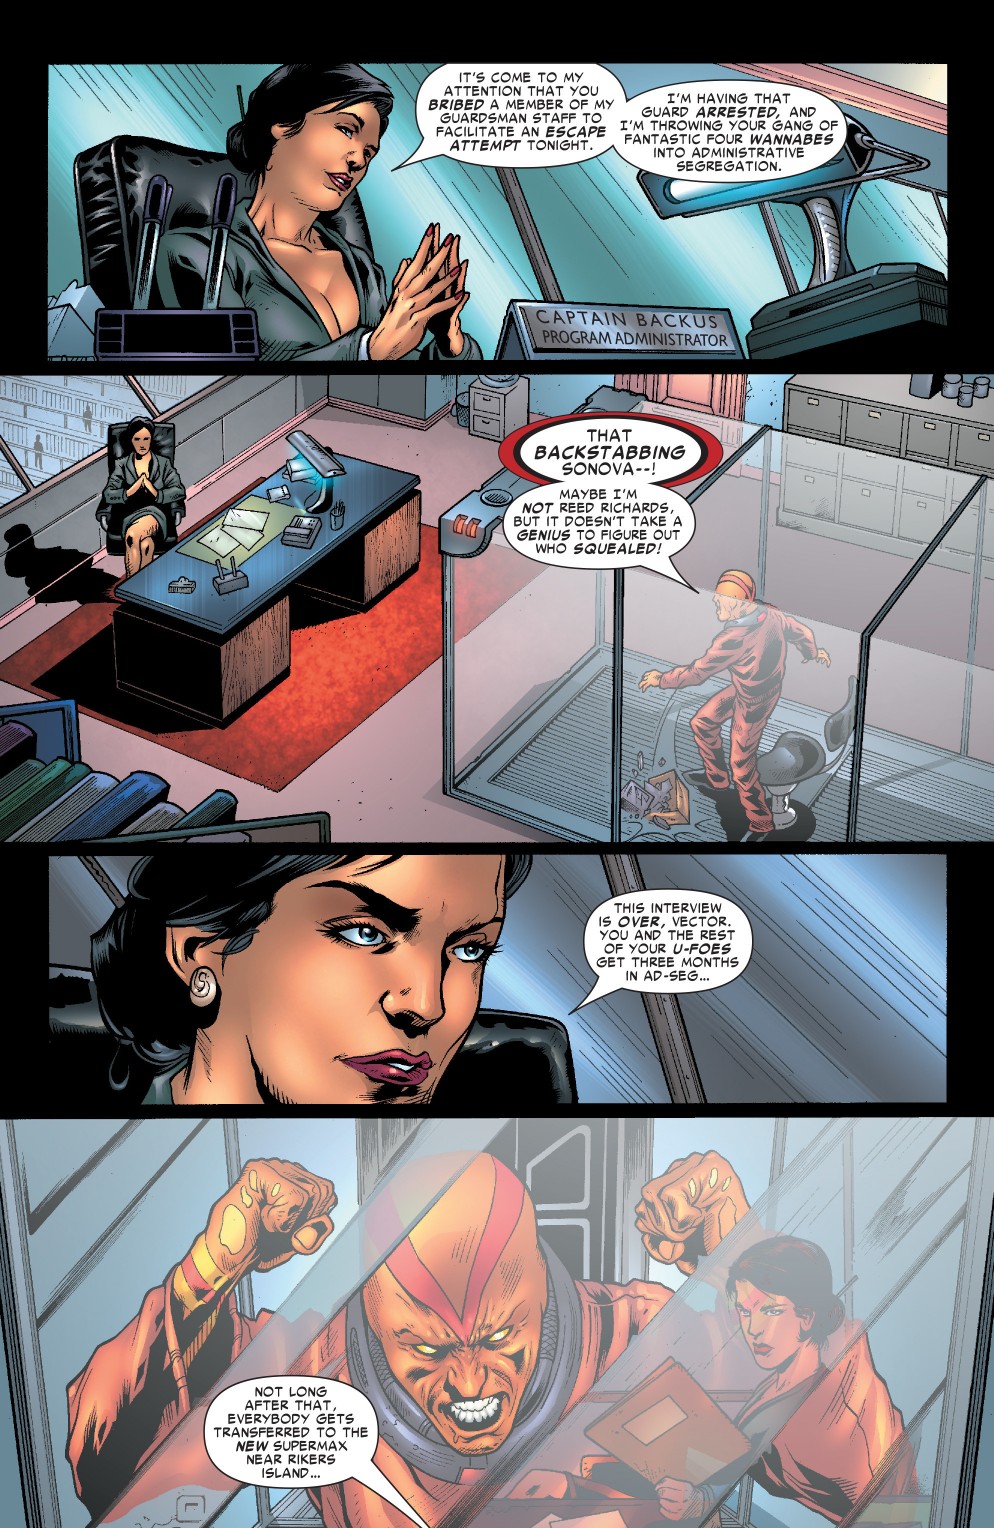 IT'S COME TO MY
ATTENTION THAT YOU
BRIBED A MEMBER OF MY
GUARDSMAN STAFF TO
FACILITATE AN ESCAPE
ATTEMPT TONIGHT.
I'M HAVING THAT
GUARD ARRESTED, AND
I'M THROWING YOUR GANG OF
FANTASTIC FOUR WANNABES
INTO ADMINISTRATIVE
SEGREGATION.
CAPTAIN BACKUS
PROGRAM ADMINISTRATOR
THAT
BACKSTABBING
SONOVA--!
MAYBE I'M
NOT REED RICHARDS,
BUT IT DOESN'T TAKE A
GENIUS TO FIGURE OUT
WHO SQUEALED!
THIS INTERVIEW
IS OVER, VECTOR.
YOU AND THE REST
OF YOUR U-FOES
GET THREE MONTHS
IN AD-SEG...
NOT LONG
AFTER THAT,
EVERYBODY GETS
TRANSFERRED TO THE
NEW SUPERMAX
NEAR RIKERS
ISLAND...